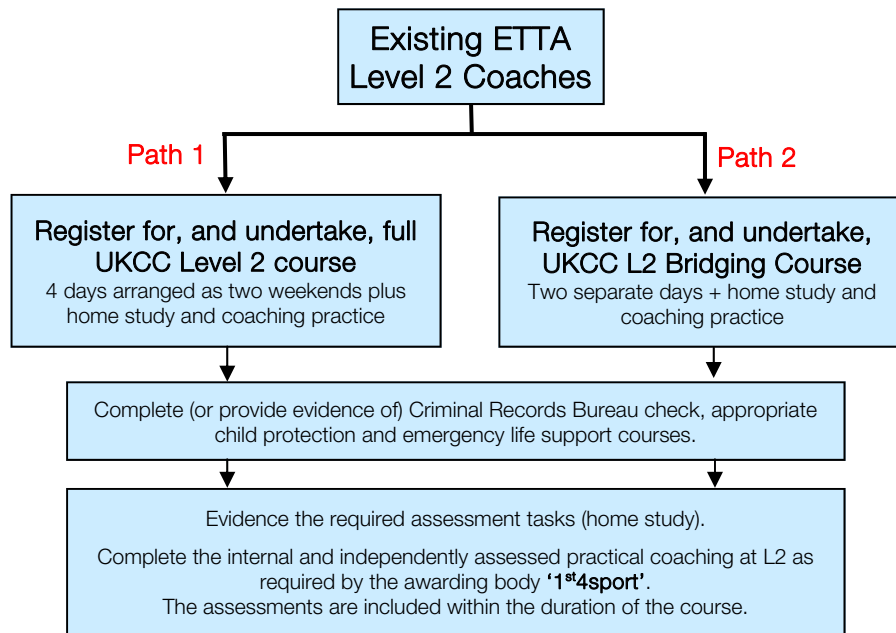 Existing ETTA
Level 2 Coaches
Path 1
Path 2
Register for, and undertake, full
UKCC Level 2 course
4 days arranged as two weekends plus
home study and coaching practice
Register for, and undertake,
UKCC L2 Bridging Course
Two separate days + home study and
coaching practice
Complete (or provide evidence of) Criminal Records Bureau check, appropriate
child protection and emergency life support courses.
Evidence the required assessment tasks (home study).
Complete the internal and independently assessed practical coaching at L2 as
required by the awarding body ‘1ˢᵗ4sport’.
The assessments are included within the duration of the course.